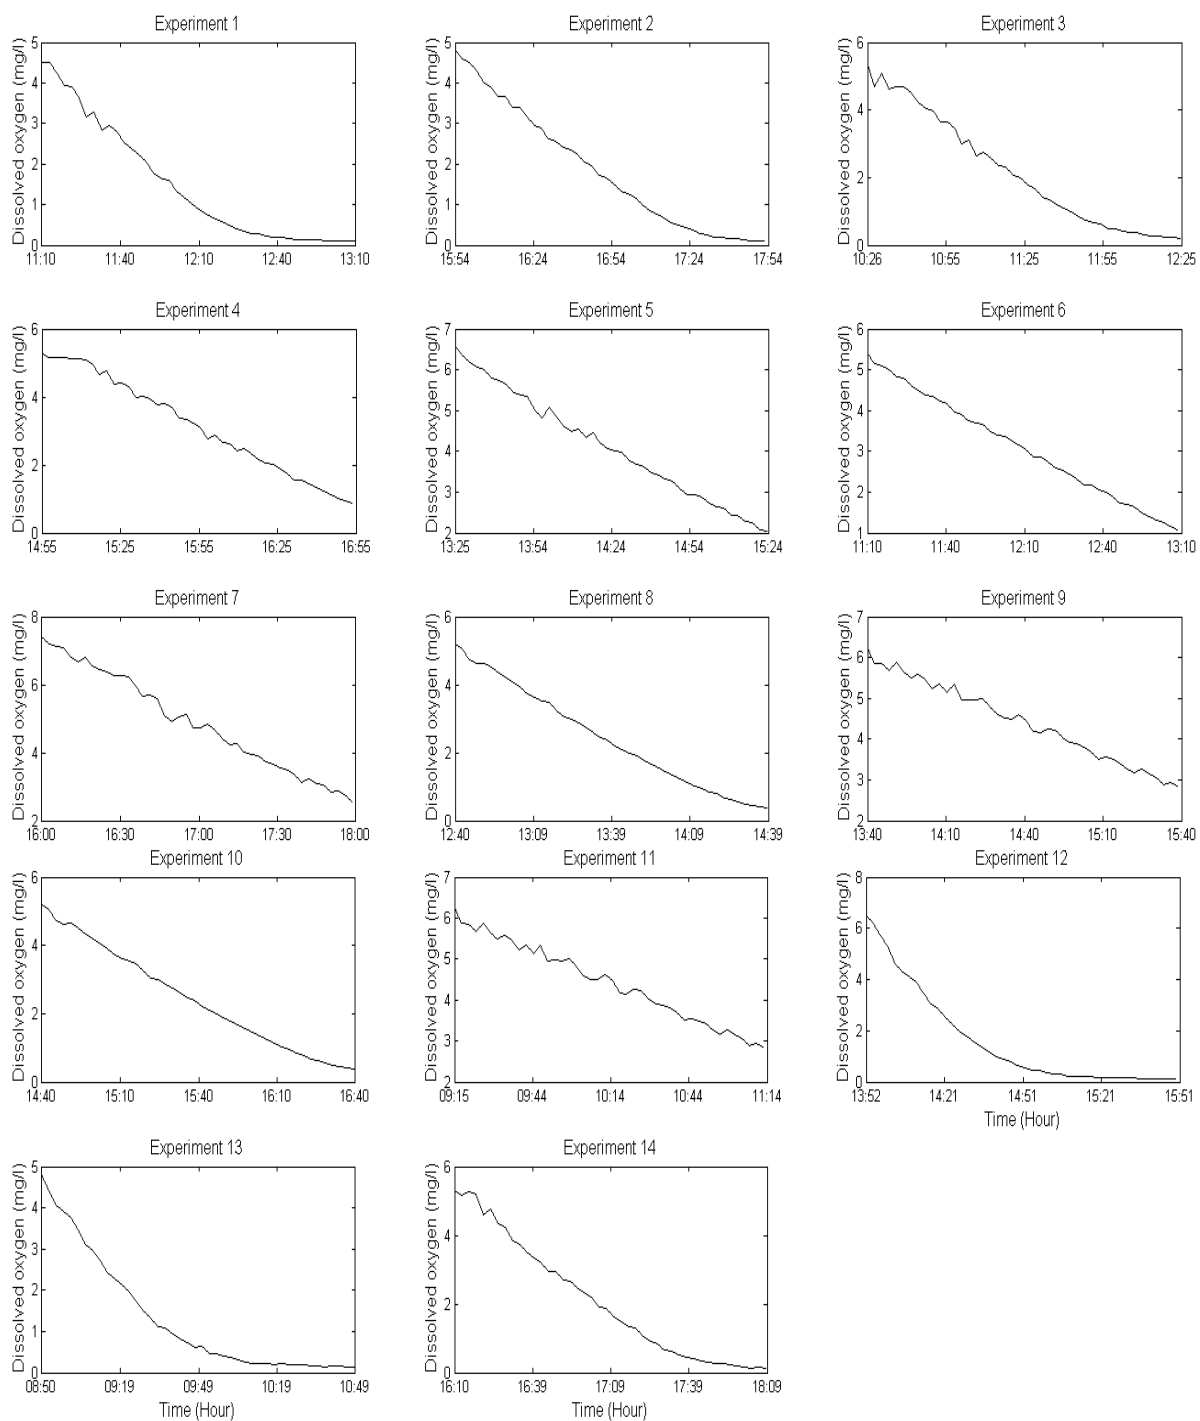 Experiment 1
Dissolved oxygen (mg/l)
5
4
3
2
1
0
11:10 11:40 12:10 12:40 13:10
Experiment 2
Dissolved oxygen (mg/l)
5
4
3
2
1
0
15:54 16:24 16:54 17:24 17:54
Experiment 3
Dissolved oxygen (mg/l)
6
4
2
0
10:26 10:55 11:25 11:55 12:25
Experiment 4
Dissolved oxygen (mg/l)
6
4
2
0
14:55 15:25 15:55 16:25 16:55
Experiment 5
Dissolved oxygen (mg/l)
7
6
5
4
3
2
13:25 13:54 14:24 14:54 15:24
Experiment 6
Dissolved oxygen (mg/l)
6
5
4
3
2
1
11:10 11:40 12:10 12:40 13:10
Experiment 7
Dissolved oxygen (mg/l)
8
6
4
2
16:00 16:30 17:00 17:30 18:00
Experiment 8
Dissolved oxygen (mg/l)
6
4
2
0
12:40 13:09 13:39 14:09 14:39
Experiment 9
Dissolved oxygen (mg/l)
7
6
5
4
3
2
13:40 14:10 14:40 15:10 15:40
Experiment 10
Dissolved oxygen (mg/l)
6
4
2
0
14:40 15:10 15:40 16:10 16:40
Experiment 11
Dissolved oxygen (mg/l)
7
6
5
4
3
2
09:15 09:44 10:14 10:44 11:14
Experiment 12
Dissolved oxygen (mg/l)
8
6
4
2
0
13:52 14:21 14:51 15:21 15:51
Time (Hour)
Experiment 13
Dissolved oxygen (mg/l)
5
4
3
2
1
0
08:50 09:19 09:49 10:19 10:49
Time (Hour)
Experiment 14
Dissolved oxygen (mg/l)
6
4
2
0
16:10 16:39 17:09 17:39 18:09
Time (Hour)